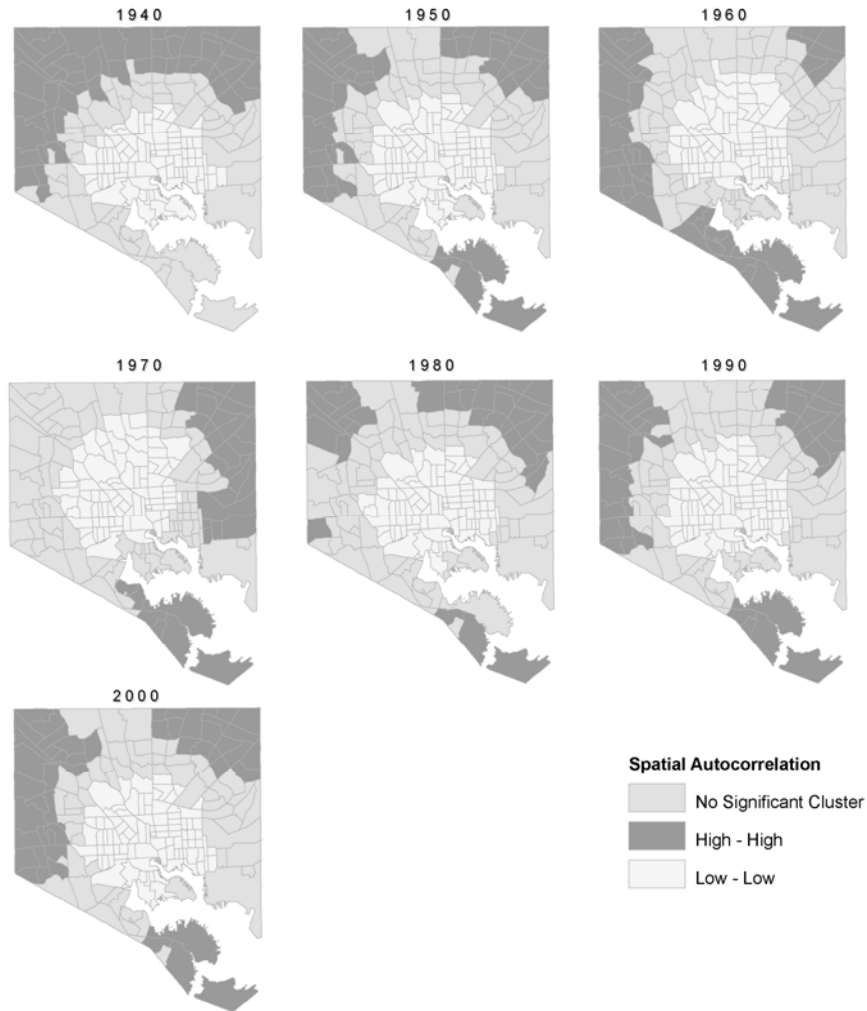 1940
1950
1960
1970
1980
1990
2000
Spatial Autocorrelation
No Significant Cluster
High - High
Low - Low